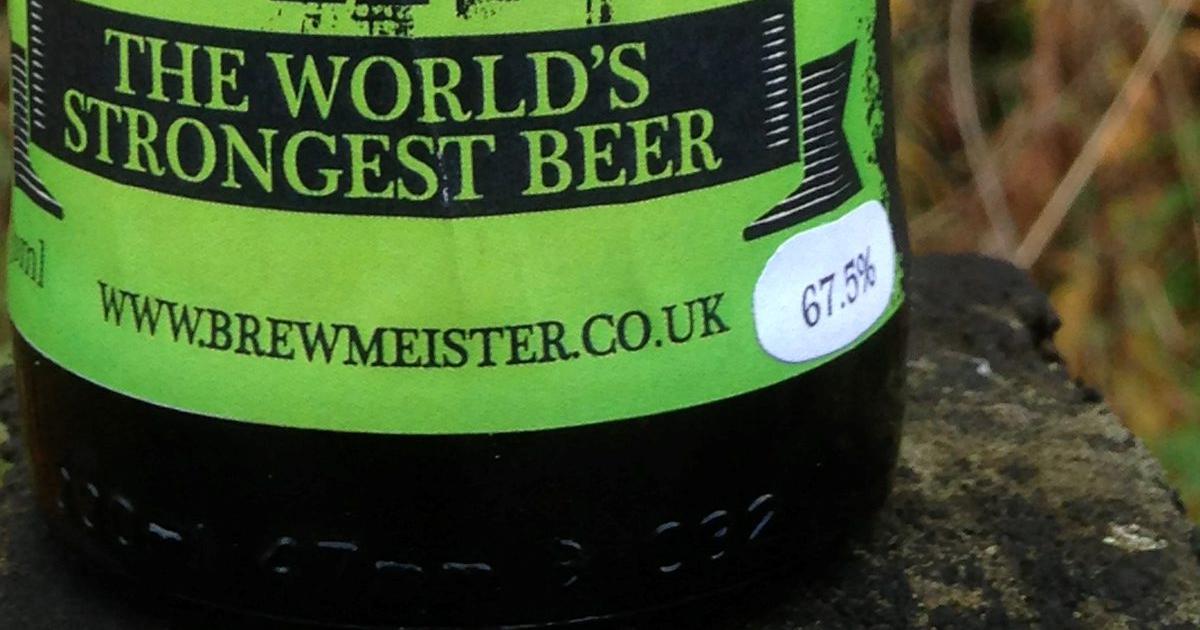 THE WORLD'S
STRONGEST BEER
WWW.BREWMEISTER.CO.UK
67.5%